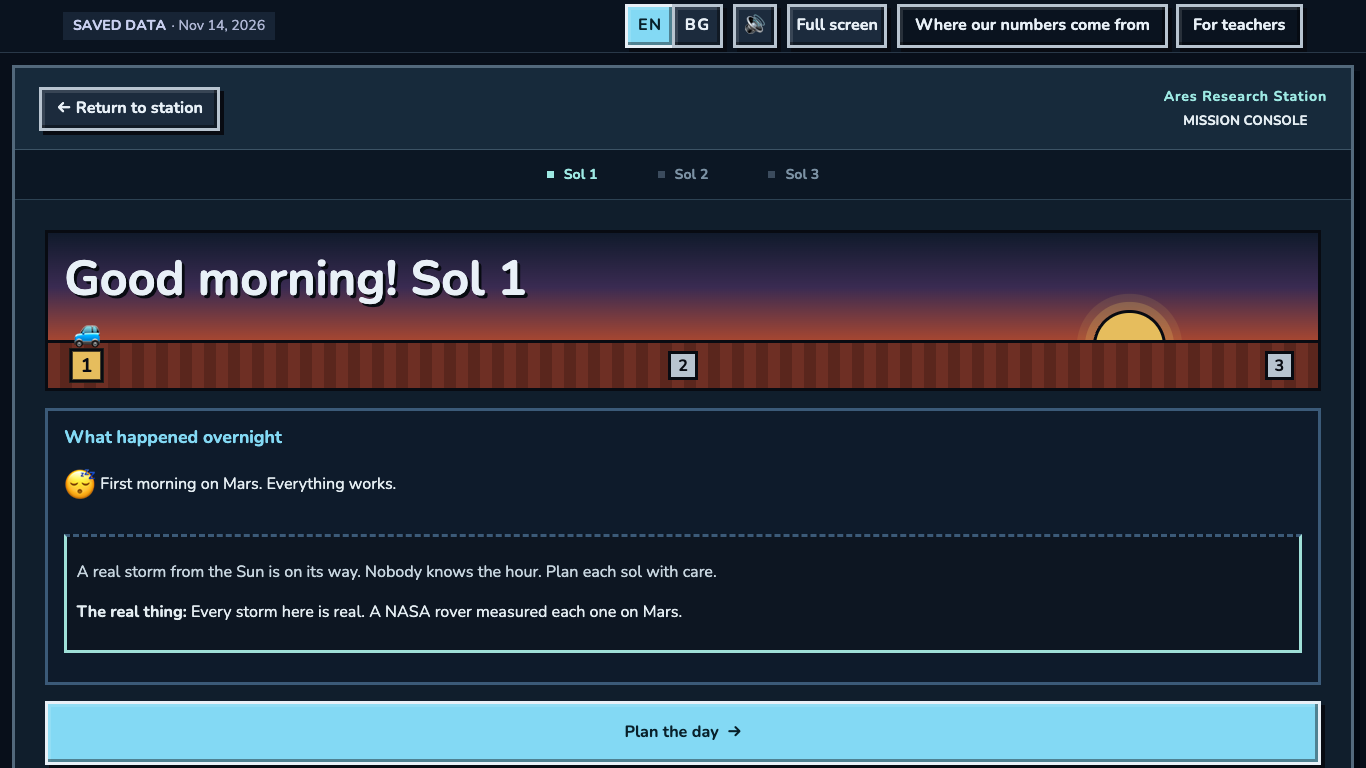 SAVED DATA · Nov 14, 2026
EN
BG
Full screen
Where our numbers come from
For teachers
← Return to station
Ares Research Station
MISSION CONSOLE
Sol 1
Sol 2
Sol 3
Good morning! Sol 1
1
2
3
What happened overnight
First morning on Mars. Everything works.
A real storm from the Sun is on its way. Nobody knows the hour. Plan each sol with care.
The real thing: Every storm here is real. A NASA rover measured each one on Mars.
Plan the day →